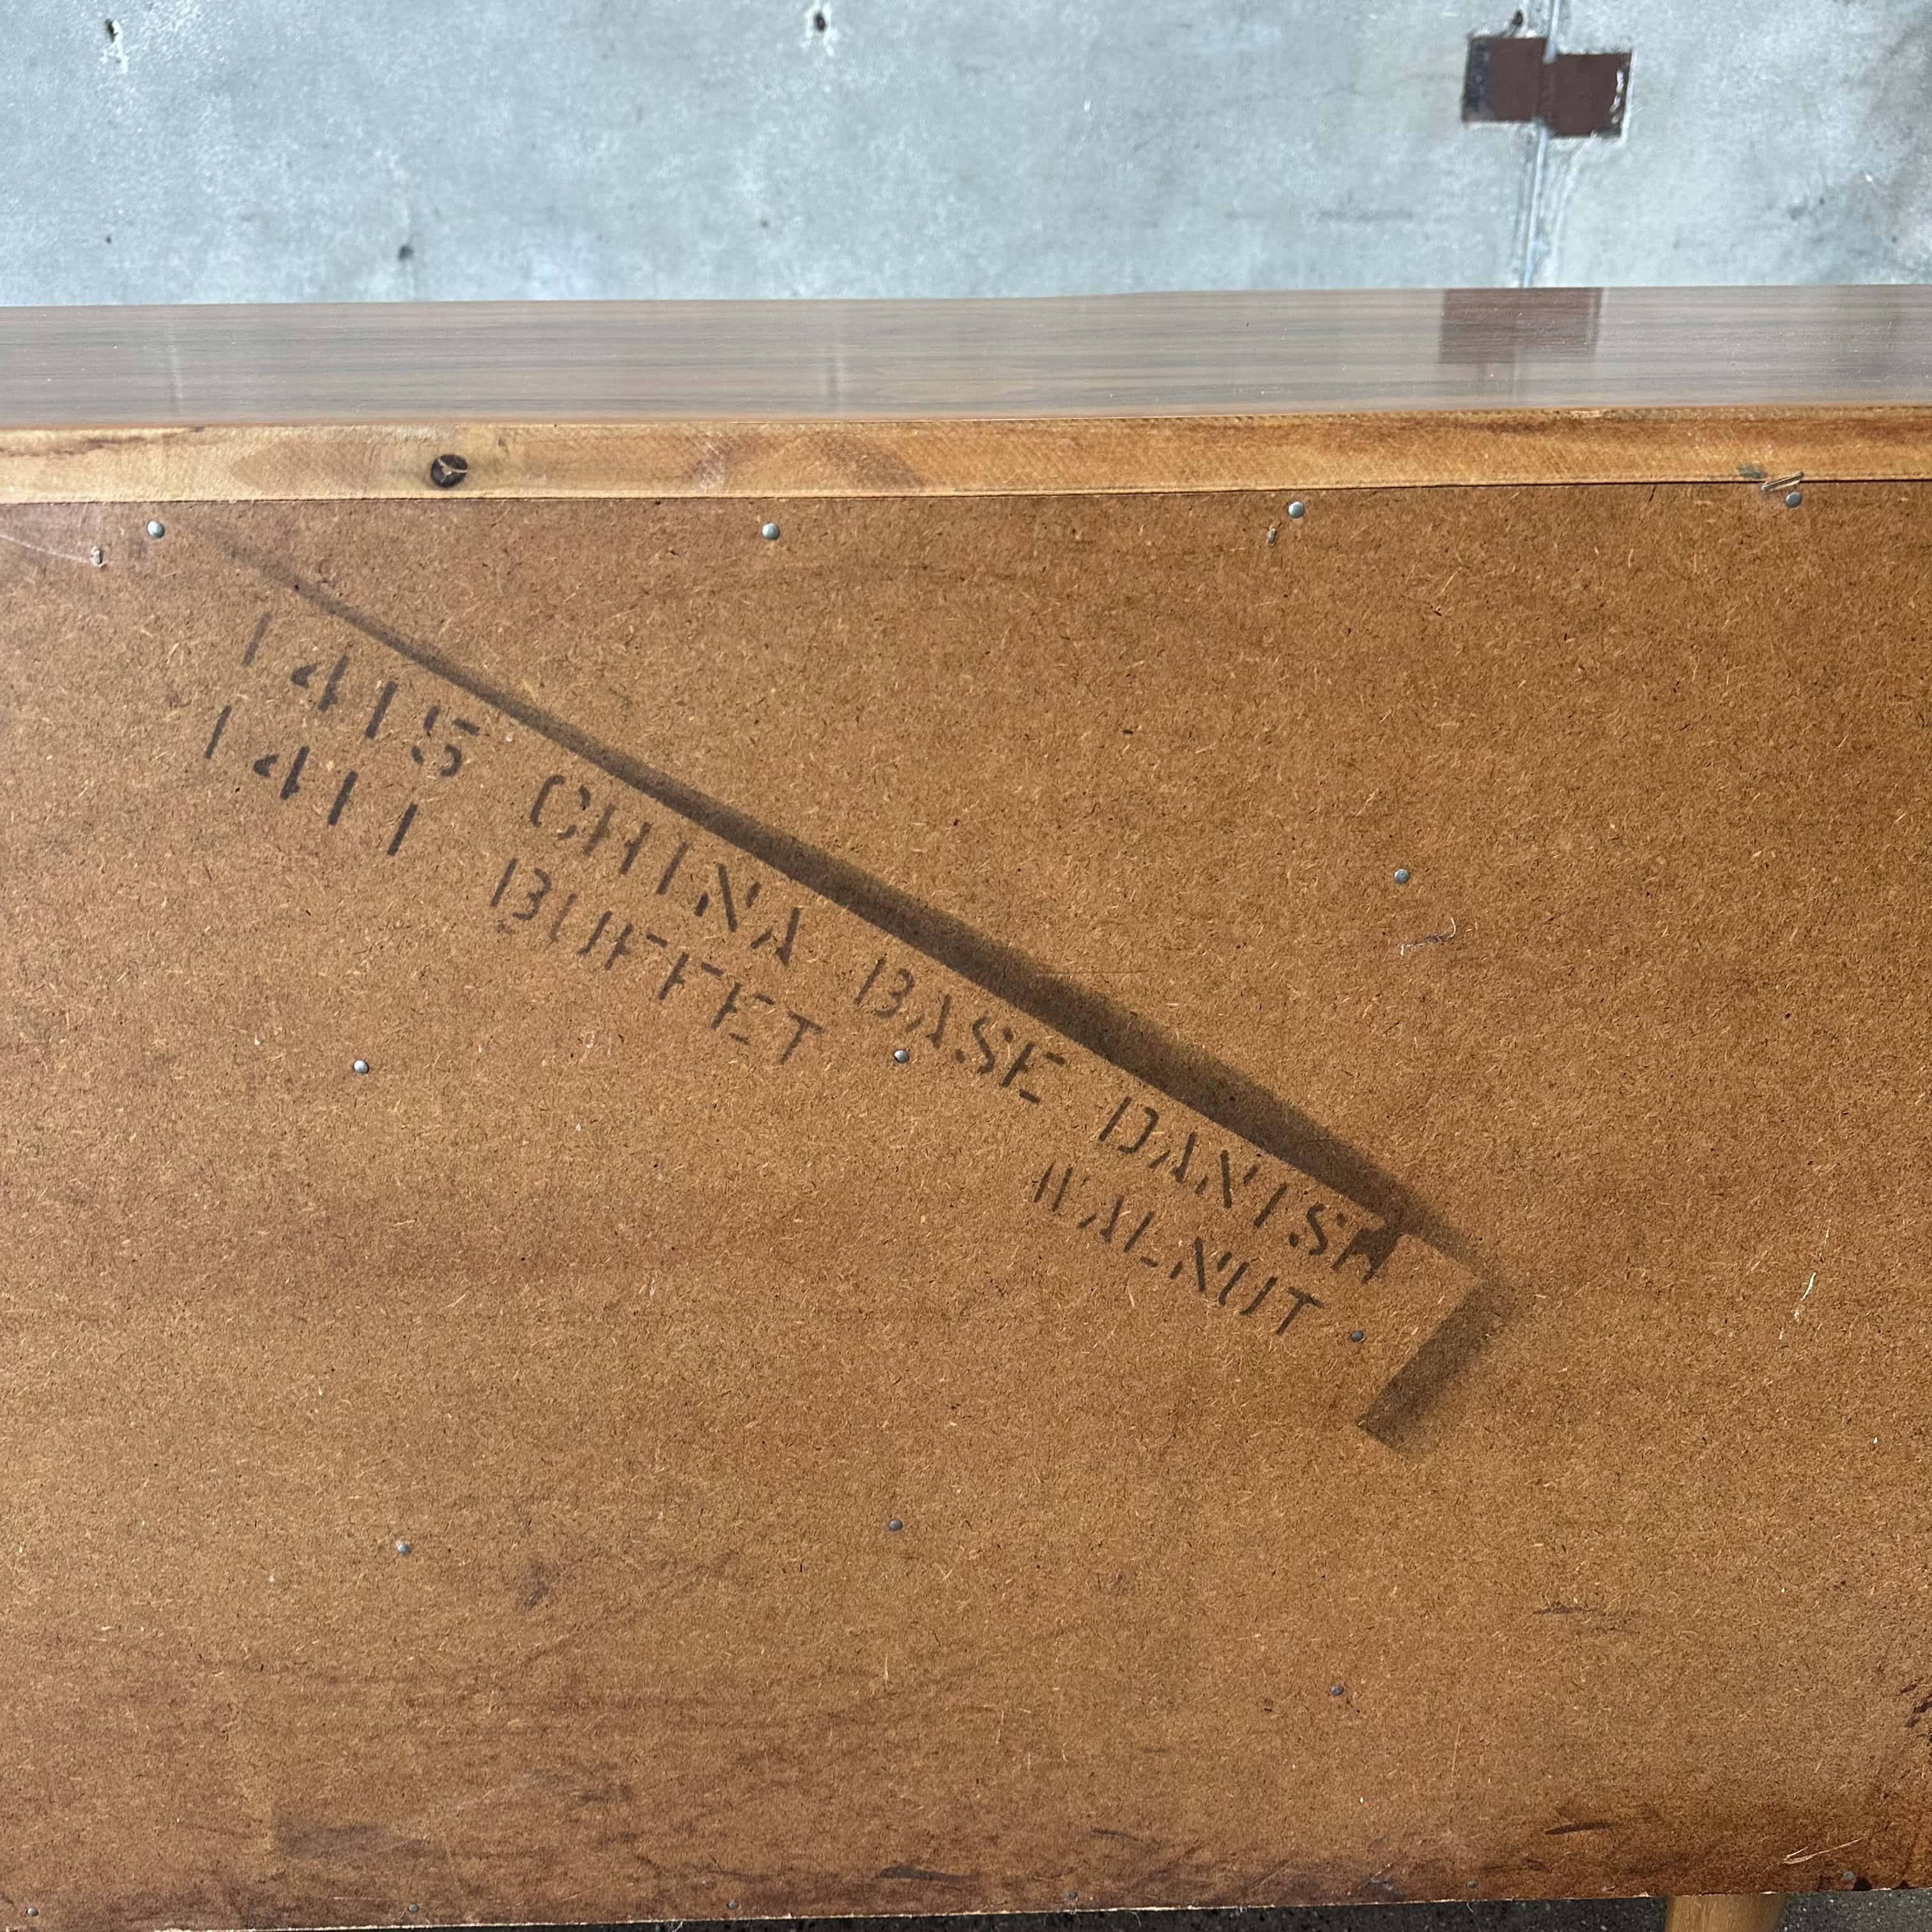 1415 CHINA BASE DANISH
1411 BUFFET WALNUT